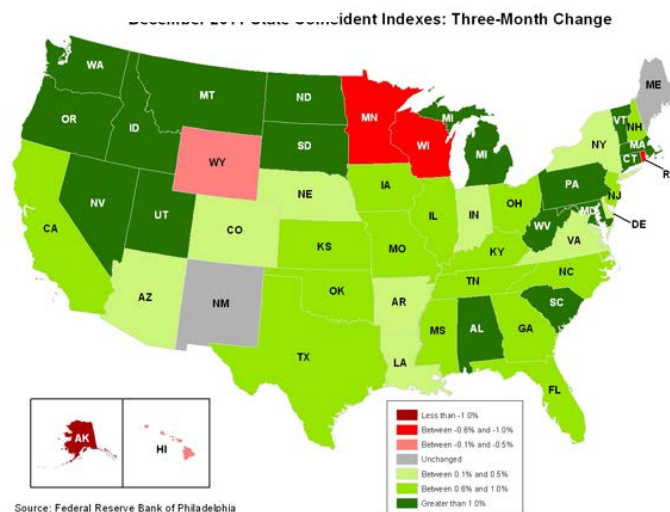 December 2011 State Coincident Indexes: Three-Month Change
WA
MT
ND
MN
ME
OR
ID
SD
WI
MI
VT
NH
NY
MA
WY
MI
CT
R
IA
PA
NJ
NV
NE
OH
UT
IL
IN
MD
DE
CA
CO
WV
VA
KS
MO
KY
NC
TN
AZ
OK
NM
AR
SC
MS
AL
GA
TX
LA
FL
AK
HI
Less than -1.0%
Between -0.6% and -1.0%
Between -0.1% and -0.5%
Unchanged
Between 0.1% and 0.5%
Between 0.6% and 1.0%
Greater than 1.0%
Source: Federal Reserve Bank of Philadelphia